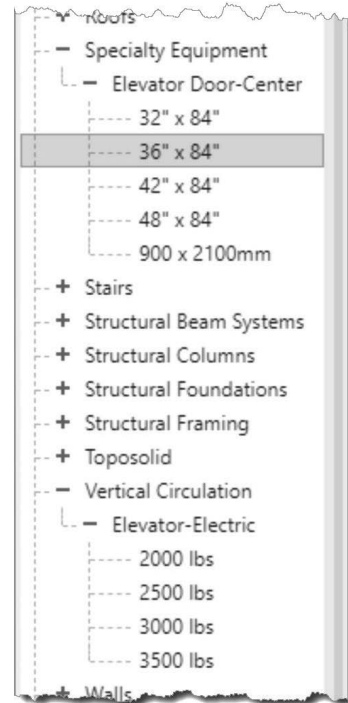 Roofs
Specialty Equipment
Elevator Door-Center
32" x 84"
36" x 84"
42" x 84"
48" x 84"
900 x 2100mm
Stairs
Structural Beam Systems
Structural Columns
Structural Foundations
Structural Framing
Toposolid
Vertical Circulation
Elevator-Electric
2000 lbs
2500 lbs
3000 lbs
3500 lbs
Walls